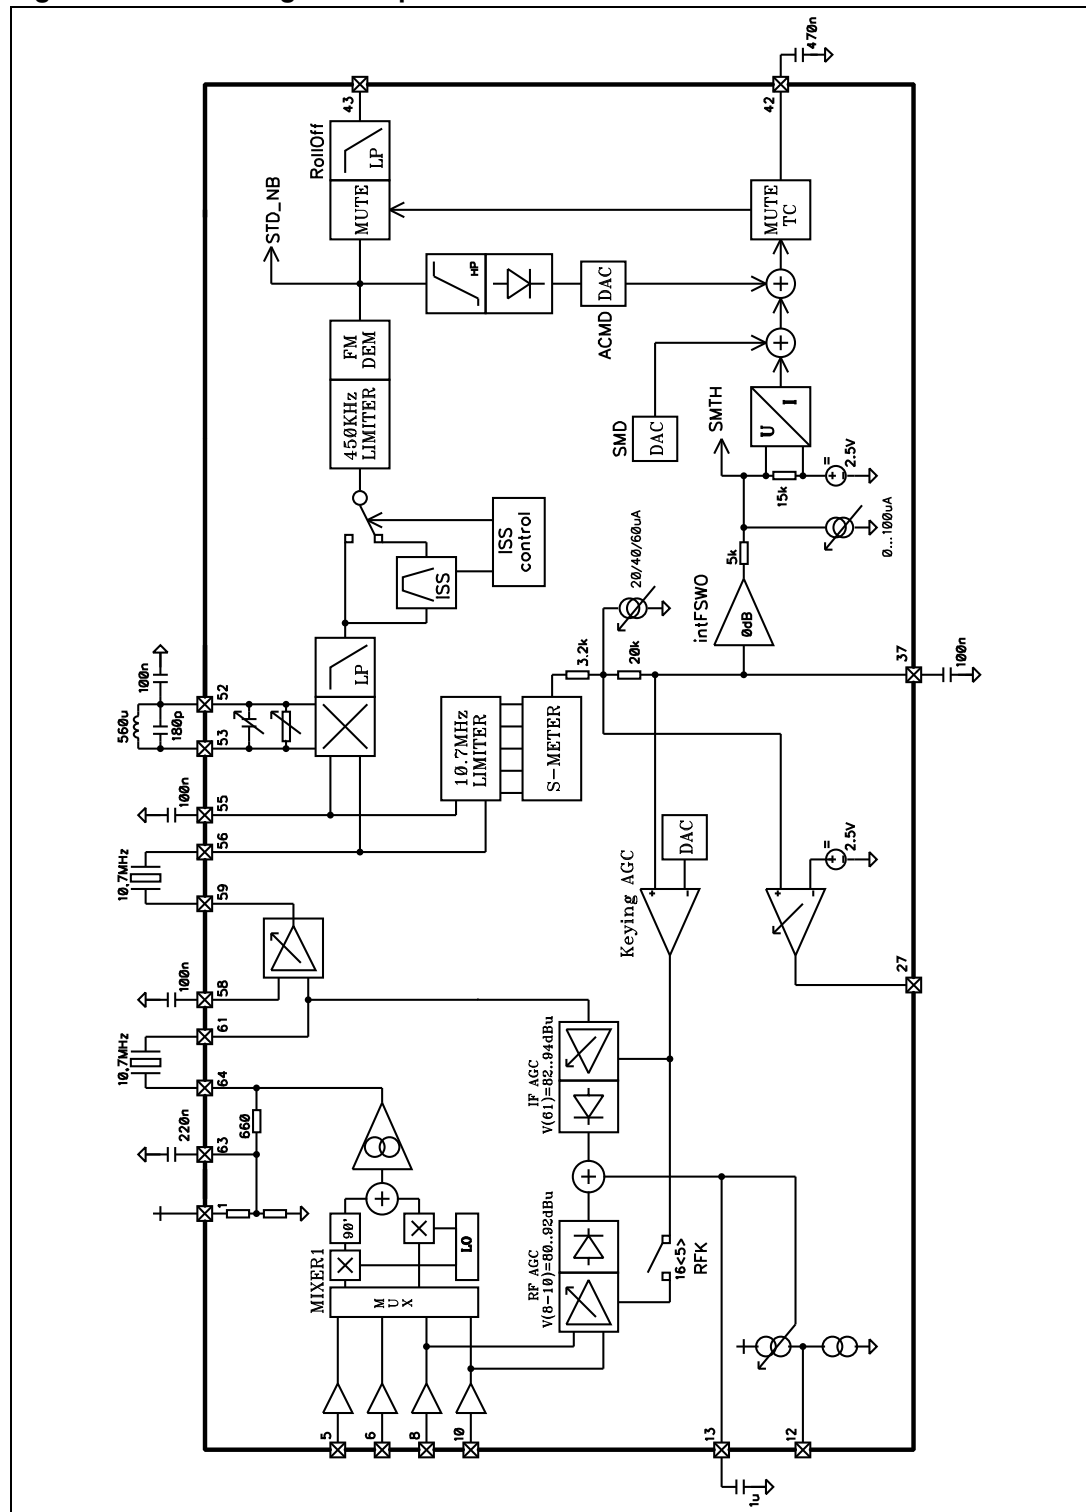 470n
43
42
RollOff
LP
MUTE
STD_NB
MUTE
TC
HP
DAC
ACMD
FM
DEM
450KHz
LIMITER
SMD
DAC
SMTH
U
I
15k
=
2.5V
0...100uA
5k
intFSWO
0dB
ISS
ISS
control
20/40/60uA
3.2k
20k
37
100n
100n
560u
180p
52
53
LP
10.7MHz
LIMITER
S-METER
100n
55
56
10,7MHz
59
Keying AGC
DAC
+
-
+
-
=
2.5V
27
100n
58
61
10,7MHz
64
220n
63
660
1
IF AGC
V(61)=82..94dBu
RF AGC
V(8-10)=80..92dBu
16<5>
RFK
MIXER1
90'
LO
MUX
5
6
8
10
13
12
1u